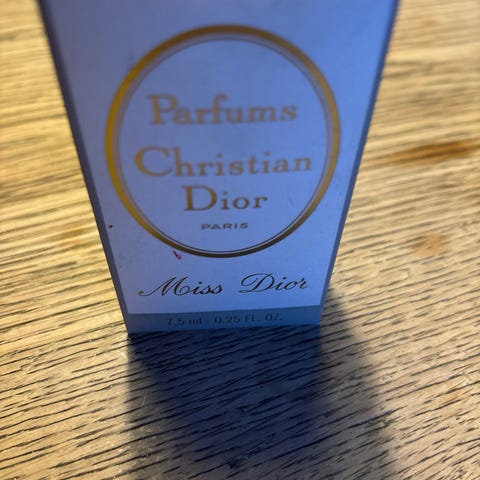 Parfums
Christian
Dior
PARIS
Miss Dior
7,5 ml - 0.25 FL. OZ.